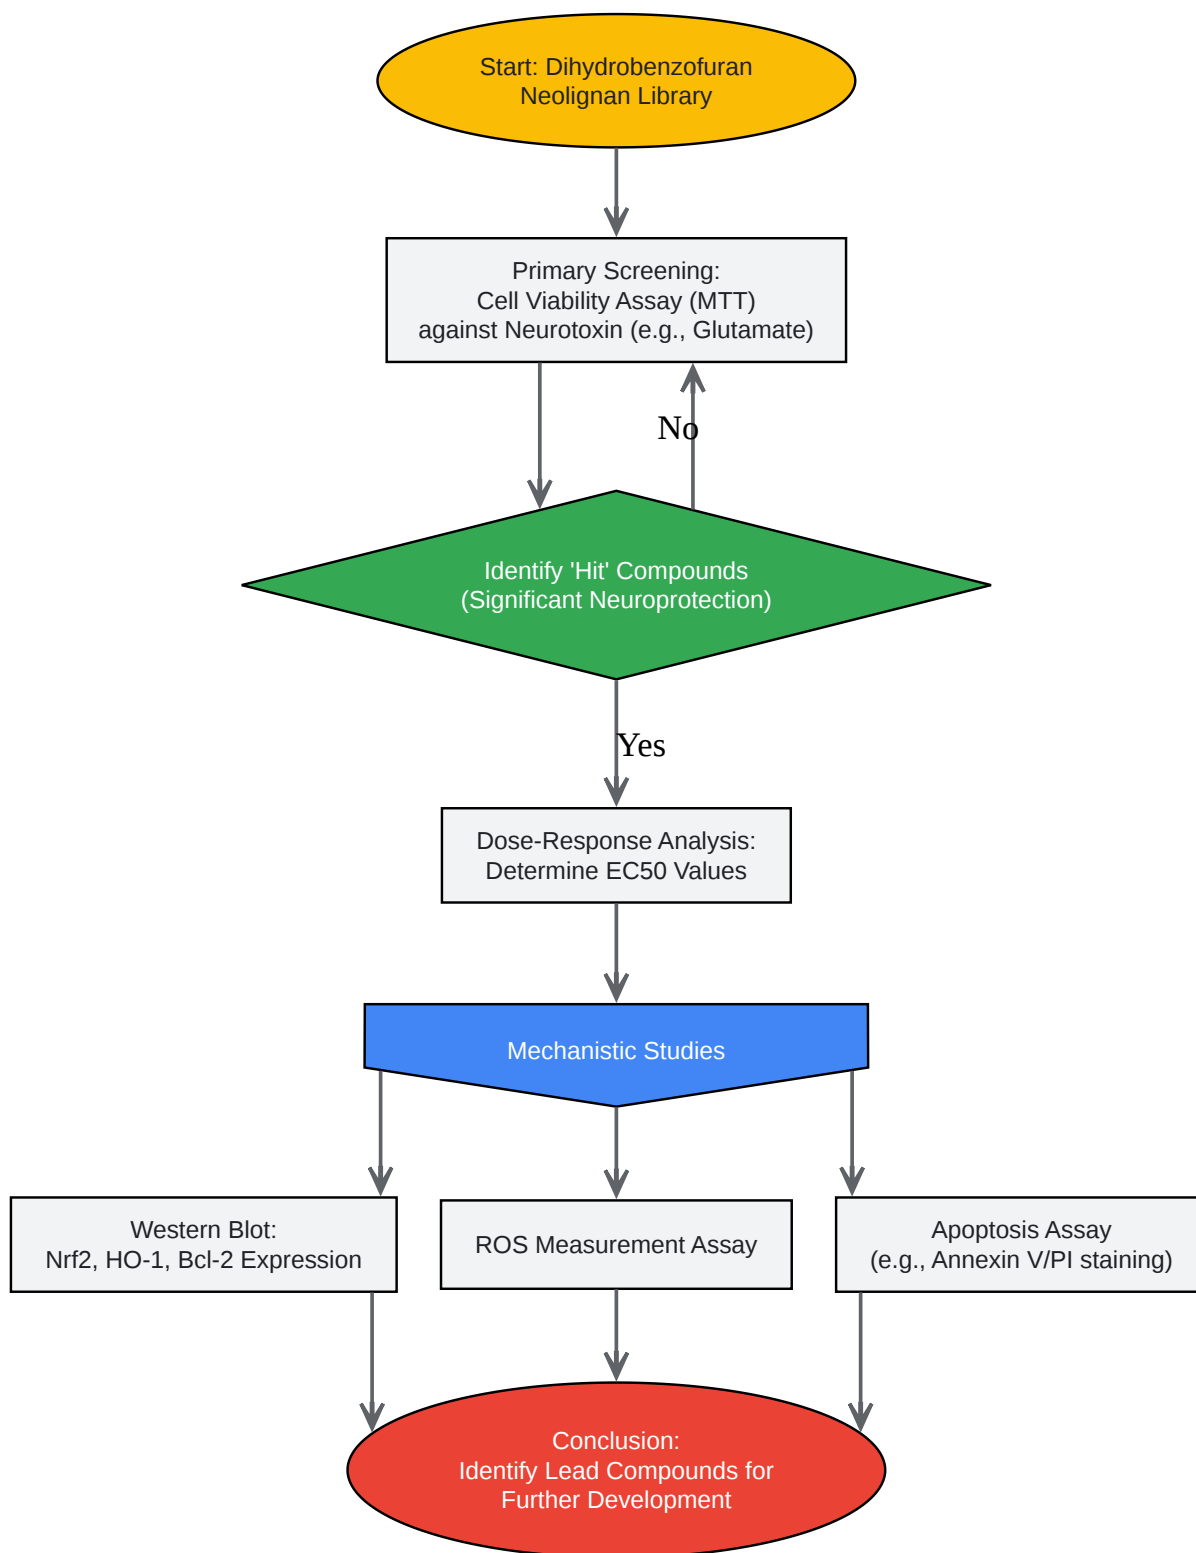 Start: Dihydrobenzofuran
Neolignan Library
Primary Screening:
Cell Viability Assay (MTT)
against Neurotoxin (e.g., Glutamate)
No
Identify 'Hit' Compounds
(Significant Neuroprotection)
Yes
Dose-Response Analysis:
Determine EC50 Values
Mechanistic Studies
Western Blot:
Nrf2, HO-1, Bcl-2 Expression
ROS Measurement Assay
Apoptosis Assay
(e.g., Annexin V/PI staining)
Conclusion:
Identify Lead Compounds for
Further Development